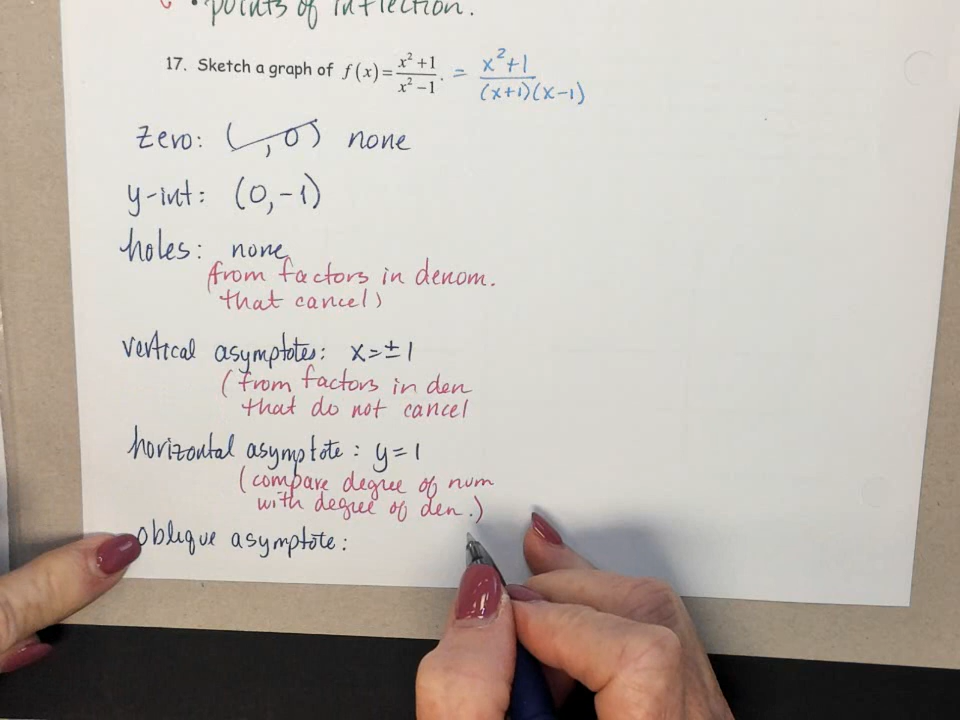 • points of inflection.
17. Sketch a graph of f(x) = (x²+1)/(x²−1). = (x²+1)/((x+1)(x−1))
zero: ( , 0) none
y-int: (0, −1)
holes: none
(from factors in denom.
that cancel)
vertical asymptotes: x = ±1
(from factors in den
that do not cancel
horizontal asymptote: y = 1
(compare degree of num
with degree of den.)
oblique asymptote: